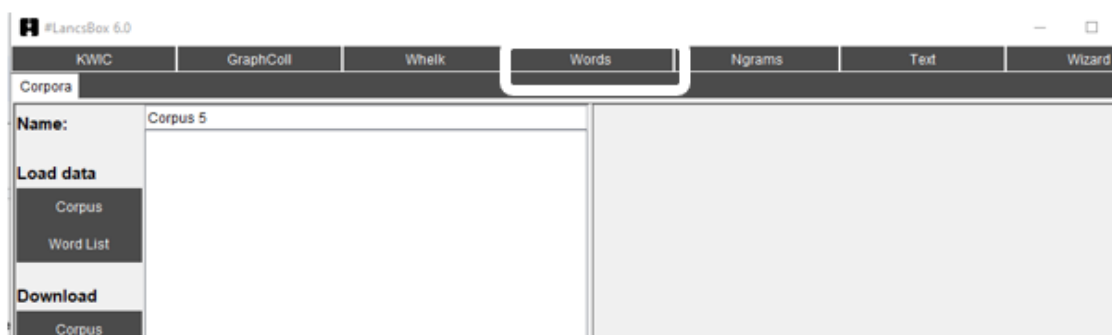 #LancsBox 6.0
KWIC GraphColl Whelk Words Ngrams Text Wizard
Corpora
Name: Corpus 5
Load data
Corpus
Word List
Download
Corpus